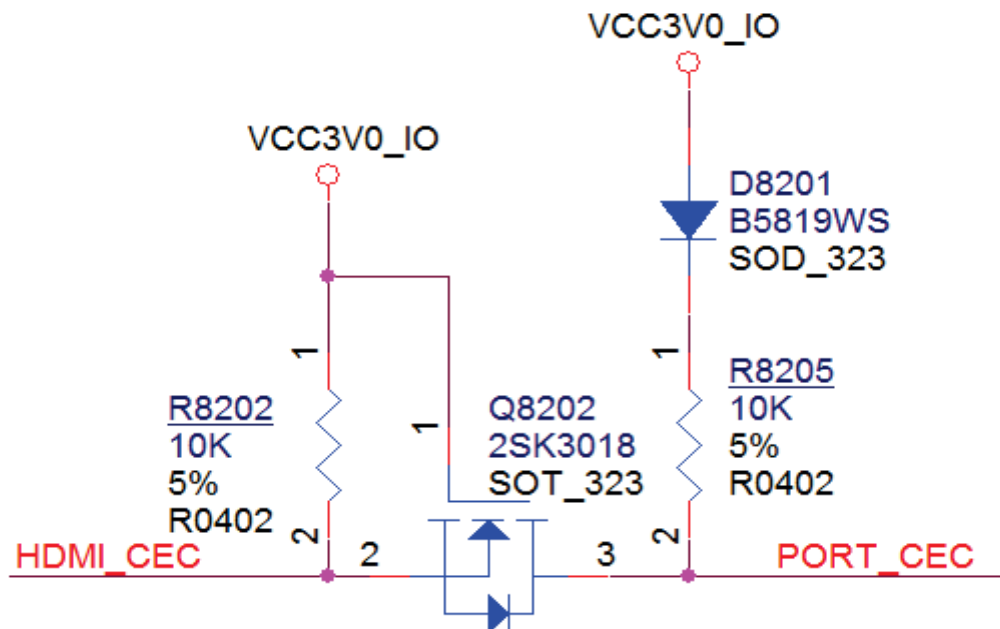 VCC3V0_IO
VCC3V0_IO
D8201
B5819WS
SOD_323
1
R8202
10K
5%
R0402
2
1
Q8202
2SK3018
SOT_323
1
R8205
10K
5%
R0402
2
HDMI_CEC
2
3
PORT_CEC